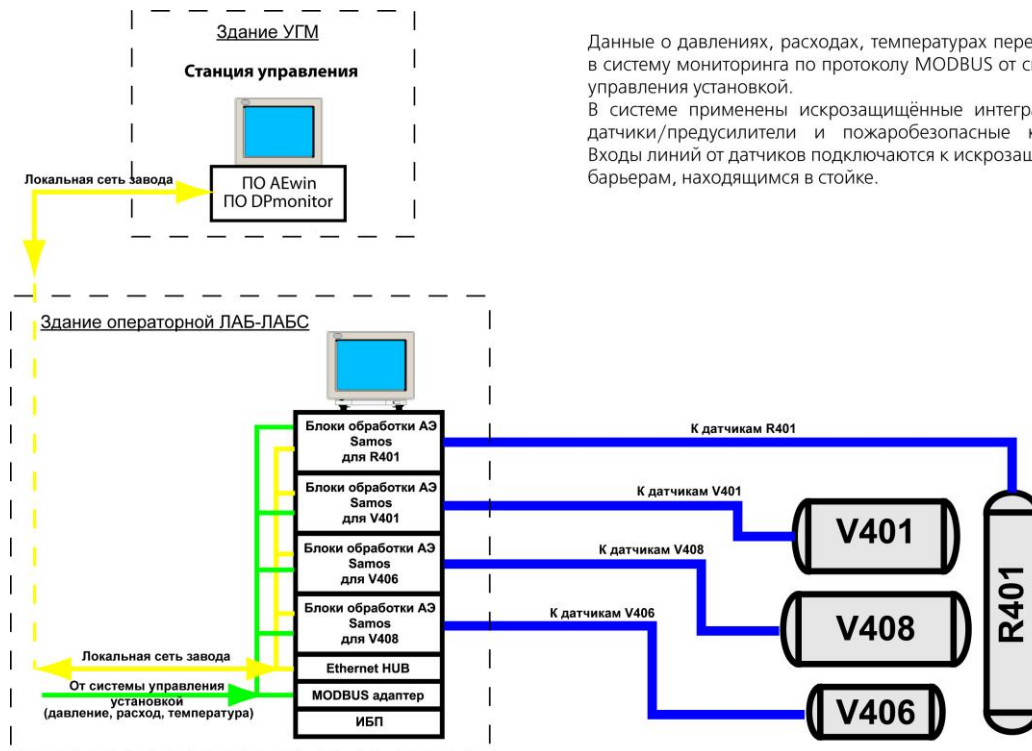 Здание УГМ
Станция управления
Локальная сеть завода
ПО AEwin
ПО DPmonitor
Данные о давлениях, расходах, температурах
в систему мониторинга по протоколу MODBUS от
управления установкой.
В системе применены искрозащищённые
датчики/предусилители и пожаробезопасные
Входы линий от датчиков подключаются к
барьерам, находящимся в стойке.
Здание операторной ЛАБ-ЛАБС
Блоки обработки АЭ
Samos
для R401
Блоки обработки АЭ
Samos
для V401
Блоки обработки АЭ
Samos
для V406
Блоки обработки АЭ
Samos
для V408
Ethernet HUB
MODBUS адаптер
ИБП
Локальная сеть завода
От системы управления
установкой
(давление, расход, температура)
К датчикам R401
К датчикам V401
К датчикам V408
К датчикам V406
V401
V408
V406
R401